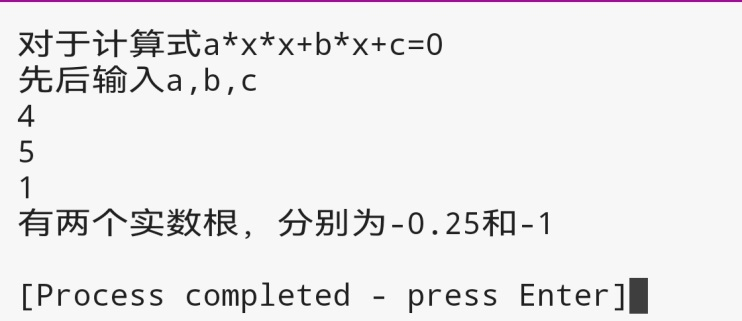 对于计算式a*x*x+b*x+c=0
先后输入a,b,c
4
5
1
有两个实数根，分别为-0.25和-1
[Process completed - press Enter]